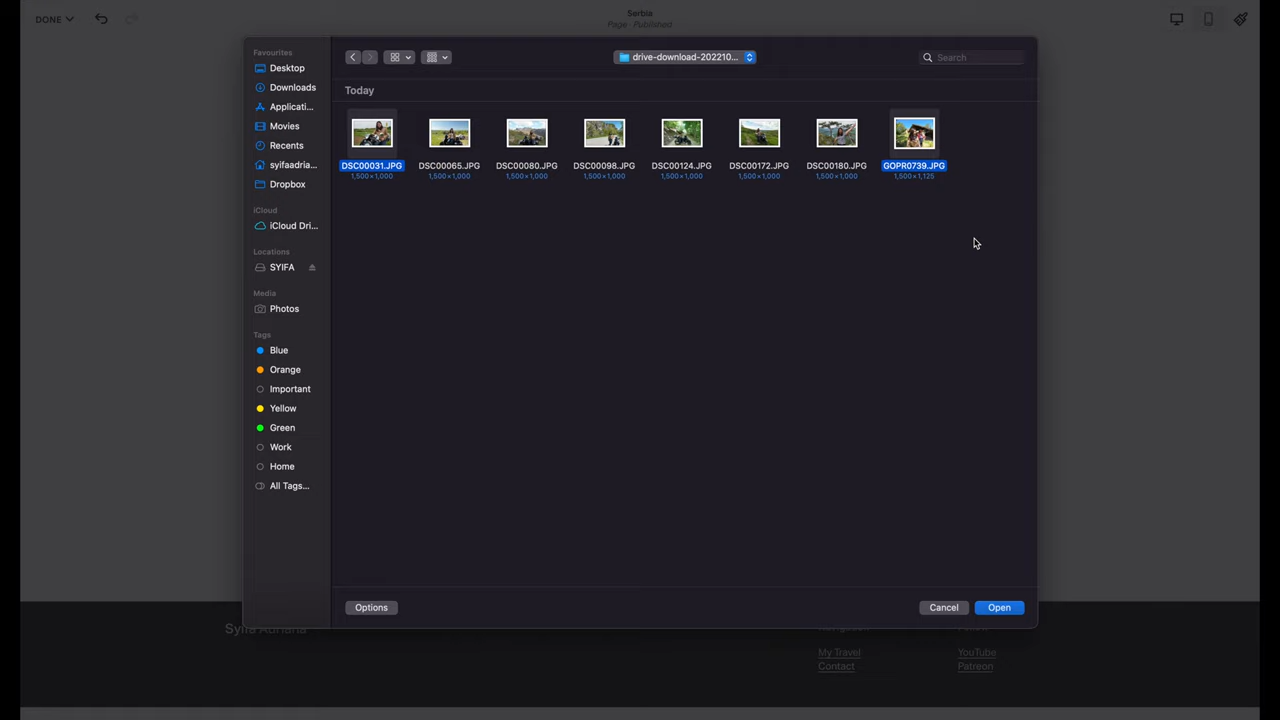 DONE
Serbia
Page · Published
Favourites
Desktop
Downloads
Applicati...
Movies
Recents
syifaadria...
Dropbox
iCloud
iCloud Dri...
Locations
SYIFA
Media
Photos
Tags
Blue
Orange
Important
Yellow
Green
Work
Home
All Tags...
drive-download-202210...
Search
Today
DSC00031.JPG
1,500×1,000
DSC00065.JPG
1,500×1,000
DSC00080.JPG
1,500×1,000
DSC00098.JPG
1,500×1,000
DSC00124.JPG
1,500×1,000
DSC00172.JPG
1,500×1,000
DSC00180.JPG
1,500×1,000
GOPR0739.JPG
1,500×1,125
Options
Cancel
Open
Syifa Adriana
My Travel
Contact
YouTube
Patreon